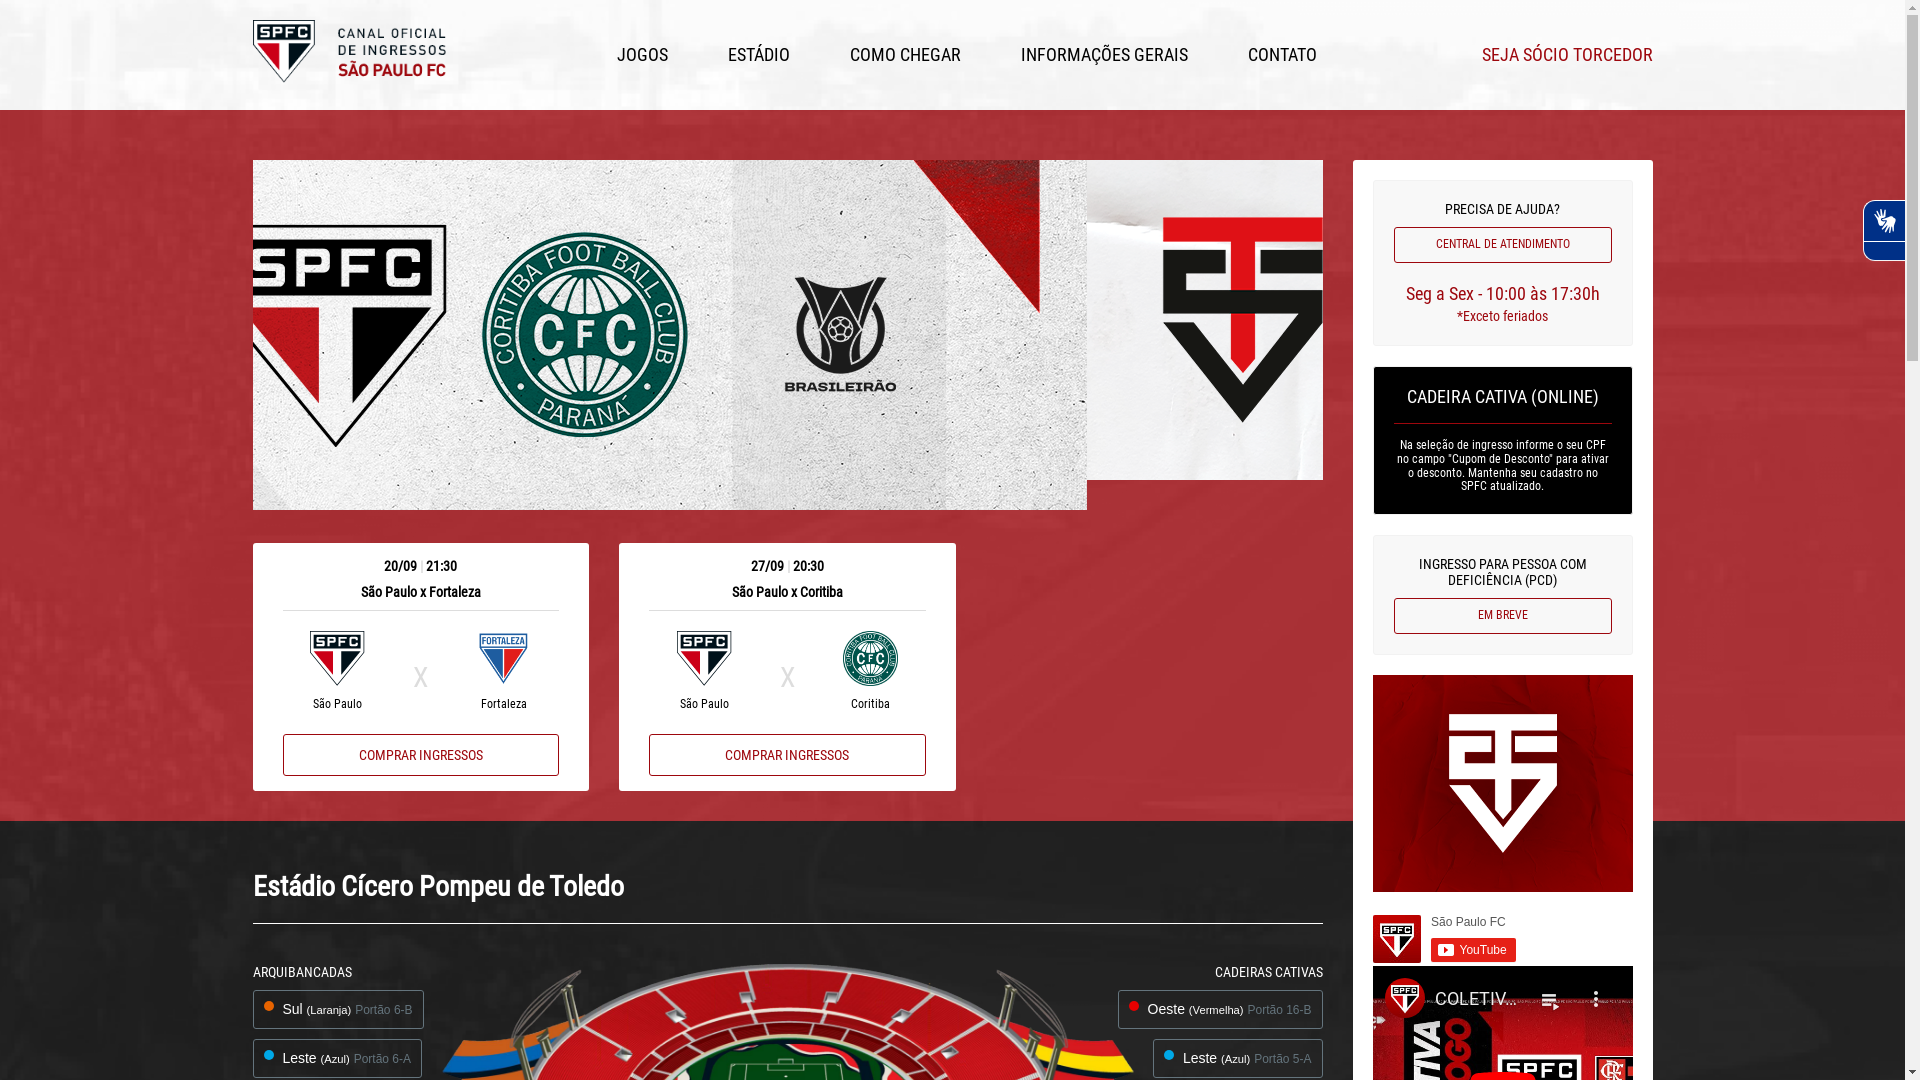 SPFC
CANAL OFICIAL
DE INGRESSOS
SÃO PAULO FC
JOGOS
ESTÁDIO
COMO CHEGAR
INFORMAÇÕES GERAIS
CONTATO
SEJA SÓCIO TORCEDOR
SPFC
CORITIBA FOOT BALL CLUB
CFC
PARANÁ
BRASILEIRÃO
PRECISA DE AJUDA?
CENTRAL DE ATENDIMENTO
Seg a Sex - 10:00 às 17:30h
*Exceto feriados
CADEIRA CATIVA (ONLINE)
Na seleção de ingresso informe o seu CPF
no campo "Cupom de Desconto" para ativar
o desconto. Mantenha seu cadastro no
SPFC atualizado.
INGRESSO PARA PESSOA COM
DEFICIÊNCIA (PCD)
EM BREVE
20/09 | 21:30
São Paulo x Fortaleza
SPFC
X
FORTALEZA
São Paulo
Fortaleza
COMPRAR INGRESSOS
27/09 | 20:30
São Paulo x Coritiba
SPFC
X
CFC
São Paulo
Coritiba
COMPRAR INGRESSOS
Estádio Cícero Pompeu de Toledo
ARQUIBANCADAS
Sul (Laranja) Portão 6-B
Leste (Azul) Portão 6-A
CADEIRAS CATIVAS
Oeste (Vermelha) Portão 16-B
Leste (Azul) Portão 5-A
SPFC
São Paulo FC
YouTube
SPFC
COLETIV...
SPFC